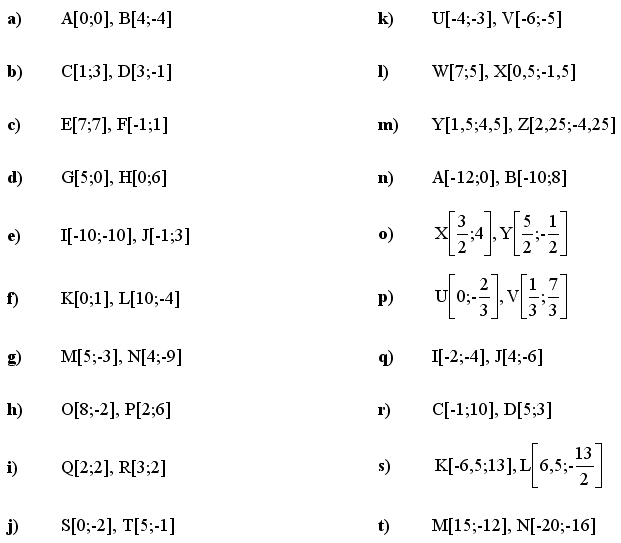 a) A[0;0], B[4;-4]
b) C[1;3], D[3;-1]
c) E[7;7], F[-1;1]
d) G[5;0], H[0;6]
e) I[-10;-10], J[-1;3]
f) K[0;1], L[10;-4]
g) M[5;-3], N[4;-9]
h) O[8;-2], P[2;6]
i) Q[2;2], R[3;2]
j) S[0;-2], T[5;-1]
k) U[-4;-3], V[-6;-5]
l) W[7;5], X[0,5;-1,5]
m) Y[1,5;4,5], Z[2,25;-4,25]
n) A[-12;0], B[-10;8]
o) X[3/2;4], Y[5/2;-1/2]
p) U[0;-2/3], V[1/3;7/3]
q) I[-2;-4], J[4;-6]
r) C[-1;10], D[5;3]
s) K[-6,5;13], L[6,5;-13/2]
t) M[15;-12], N[-20;-16]